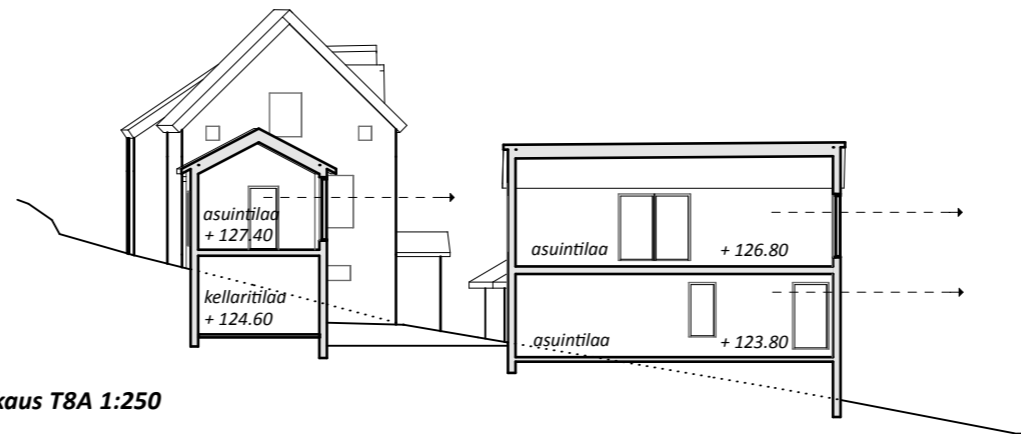 asuintilaa
+ 127.40
kellaritilaa
+ 124.60
asuintilaa + 126.80
asuintilaa + 123.80
kaus T8A 1:250